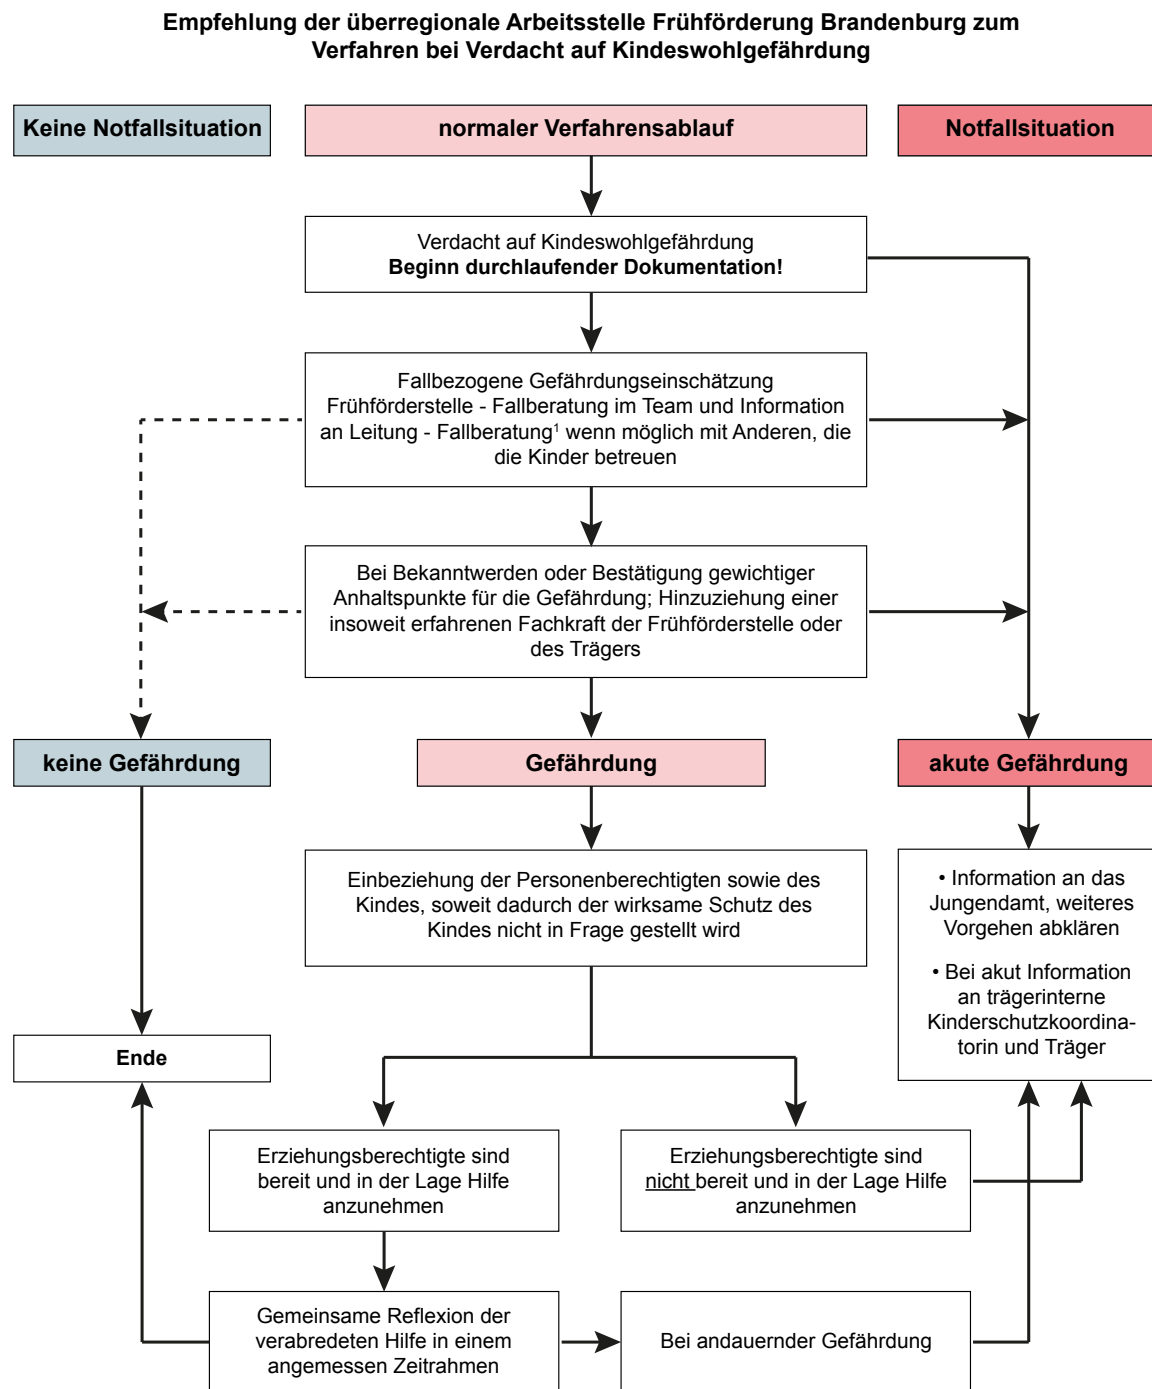 Empfehlung der überregionale Arbeitsstelle Frühförderung Brandenburg zum
Verfahren bei Verdacht auf Kindeswohlgefährdung
Keine Notfallsituation
normaler Verfahrensablauf
Notfallsituation
Verdacht auf Kindeswohlgefährdung
Beginn durchlaufender Dokumentation!
Fallbezogene Gefährdungseinschätzung
Frühförderstelle - Fallberatung im Team und Information
an Leitung - Fallberatung¹ wenn möglich mit Anderen, die
die Kinder betreuen
Bei Bekanntwerden oder Bestätigung gewichtiger
Anhaltspunkte für die Gefährdung; Hinzuziehung einer
insoweit erfahrenen Fachkraft der Frühförderstelle oder
des Trägers
keine Gefährdung
Gefährdung
akute Gefährdung
Einbeziehung der Personenberechtigten sowie des
Kindes, soweit dadurch der wirksame Schutz des
Kindes nicht in Frage gestellt wird
• Information an das
Jungendamt, weiteres
Vorgehen abklären
• Bei akut Information
an trägerinterne
Kinderschutzkoordina-
torin und Träger
Ende
Erziehungsberechtigte sind
bereit und in der Lage Hilfe
anzunehmen
Erziehungsberechtigte sind
nicht bereit und in der Lage Hilfe
anzunehmen
Gemeinsame Reflexion der
verabredeten Hilfe in einem
angemessen Zeitrahmen
Bei andauernder Gefährdung